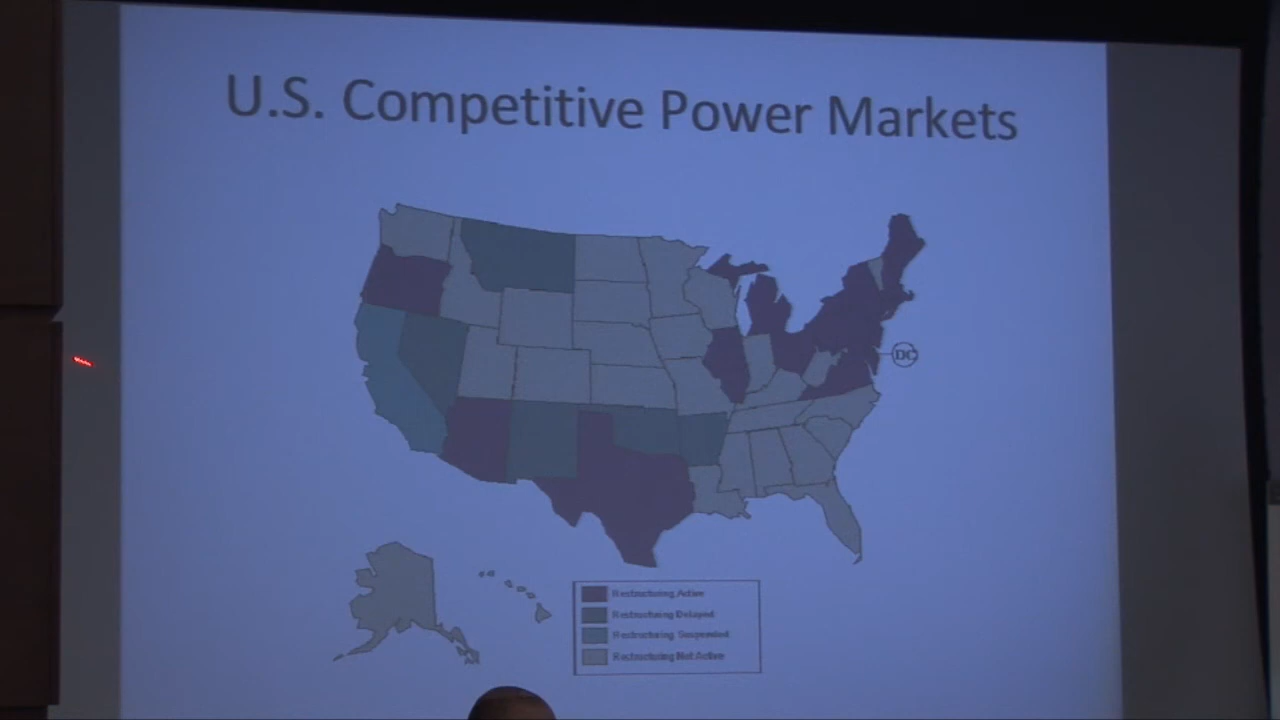 U.S. Competitive Power Markets
DC
Restructuring Active
Restructuring Delayed
Restructuring Suspended
Restructuring Not Active